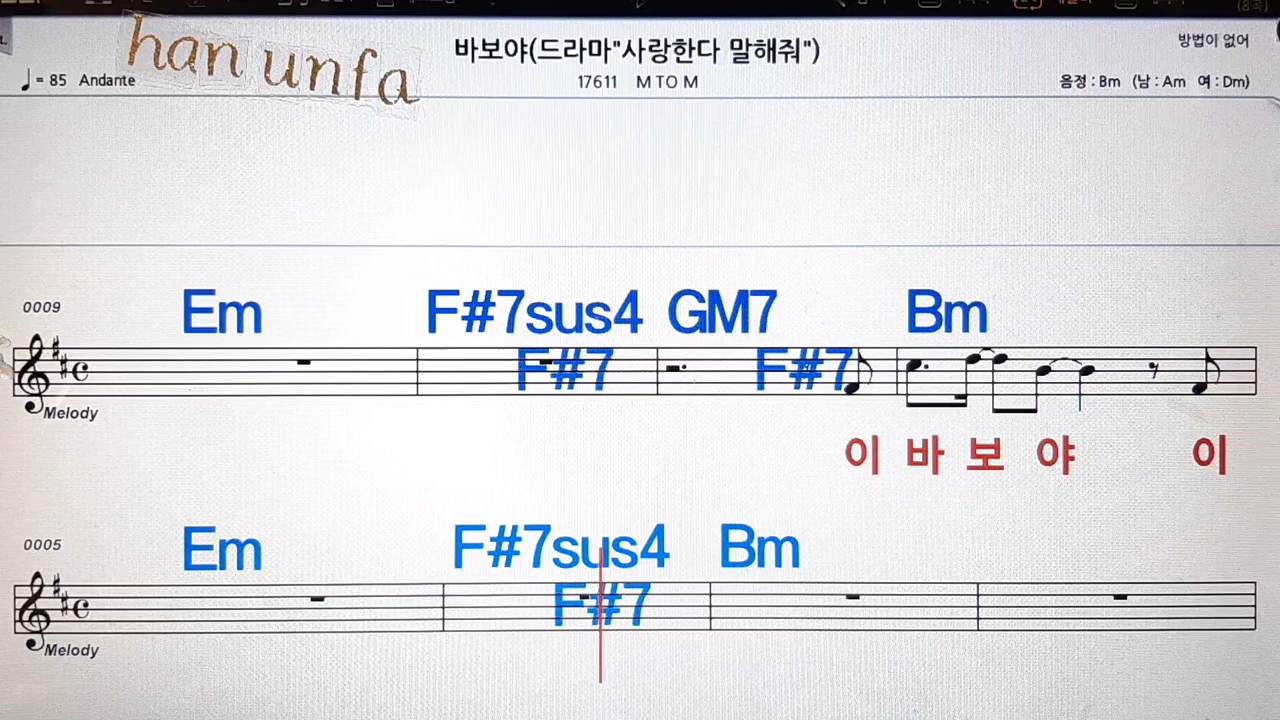 han unfa
바보야(드라마"사랑한다 말해줘")
방법이 없어
♩ = 85 Andante
17611 M TO M
음정 : Bm (남 : Am 여 : Dm)
0009
Em F#7sus4 GM7 Bm
F#7 F#7
Melody
이 바 보 야 이
0005
Em F#7sus4 Bm
F#7
Melody